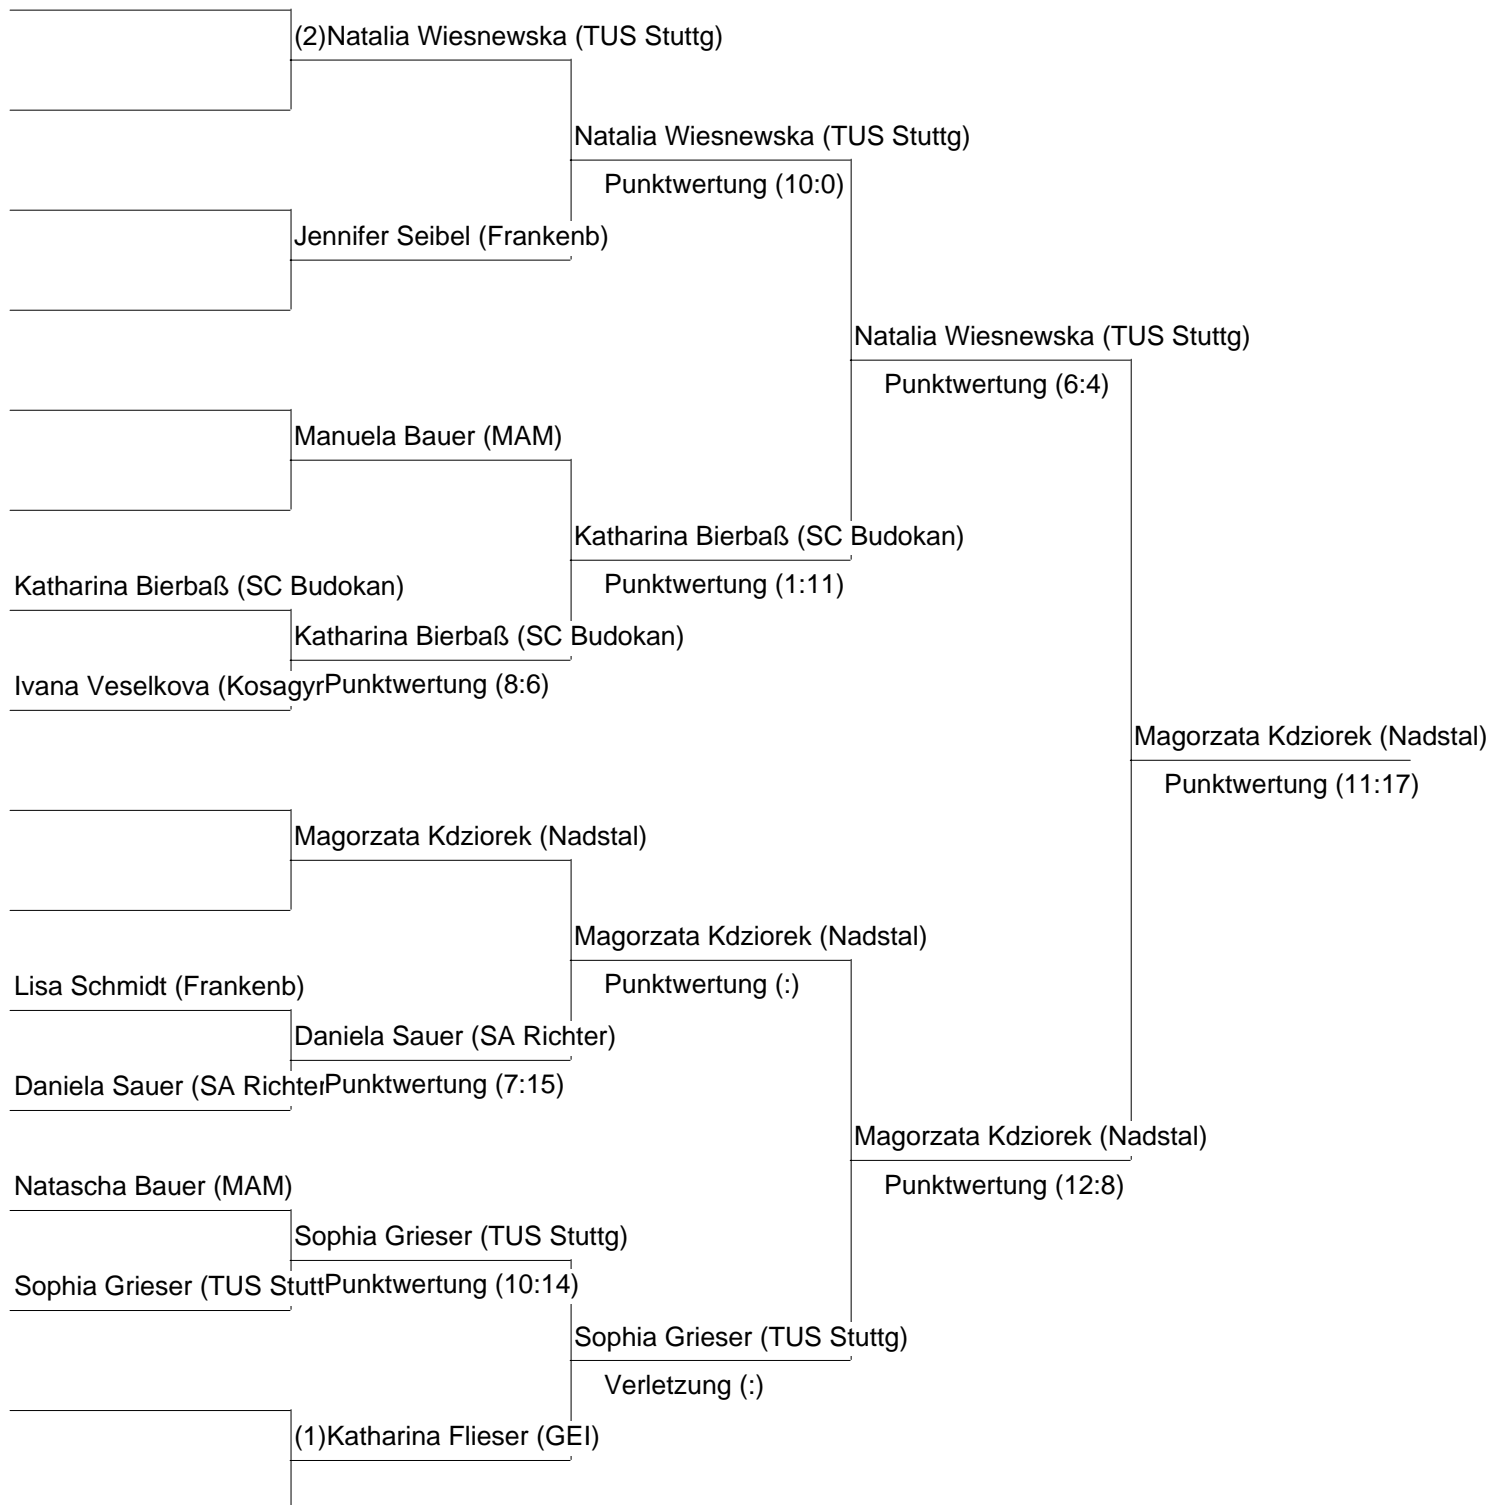 (2)Natalia Wiesnewska (TUS Stuttg)
Natalia Wiesnewska (TUS Stuttg)
Punktwertung (10:0)
Jennifer Seibel (Frankenb)
Natalia Wiesnewska (TUS Stuttg)
Punktwertung (6:4)
Manuela Bauer (MAM)
Katharina Bierbaß (SC Budokan)
Katharina Bierbaß (SC Budokan)
Punktwertung (1:11)
Katharina Bierbaß (SC Budokan)
Ivana Veselkova (Kosagyr
Punktwertung (8:6)
Magorzata Kdziorek (Nadstal)
Punktwertung (11:17)
Magorzata Kdziorek (Nadstal)
Magorzata Kdziorek (Nadstal)
Lisa Schmidt (Frankenb)
Punktwertung (:)
Daniela Sauer (SA Richter)
Daniela Sauer (SA Richter
Punktwertung (7:15)
Magorzata Kdziorek (Nadstal)
Natascha Bauer (MAM)
Punktwertung (12:8)
Sophia Grieser (TUS Stuttg)
Sophia Grieser (TUS Stutt
Punktwertung (10:14)
Sophia Grieser (TUS Stuttg)
Verletzung (:)
(1)Katharina Flieser (GEI)